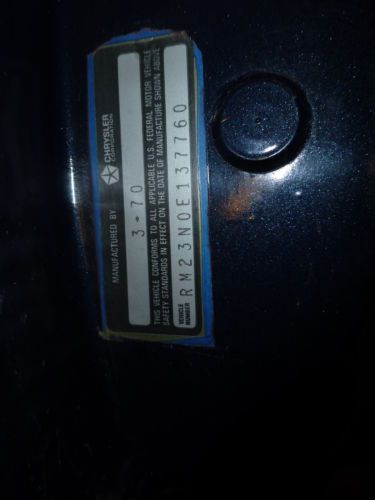 MANUFACTURED BY
CHRYSLER
CORPORATION
3-70
THIS VEHICLE CONFORMS TO ALL APPLICABLE U.S. FEDERAL MOTOR VEHICLE
SAFETY STANDARDS IN EFFECT ON THE DATE OF MANUFACTURE SHOWN ABOVE
VEHICLE
NUMBER
RM23N0E137760